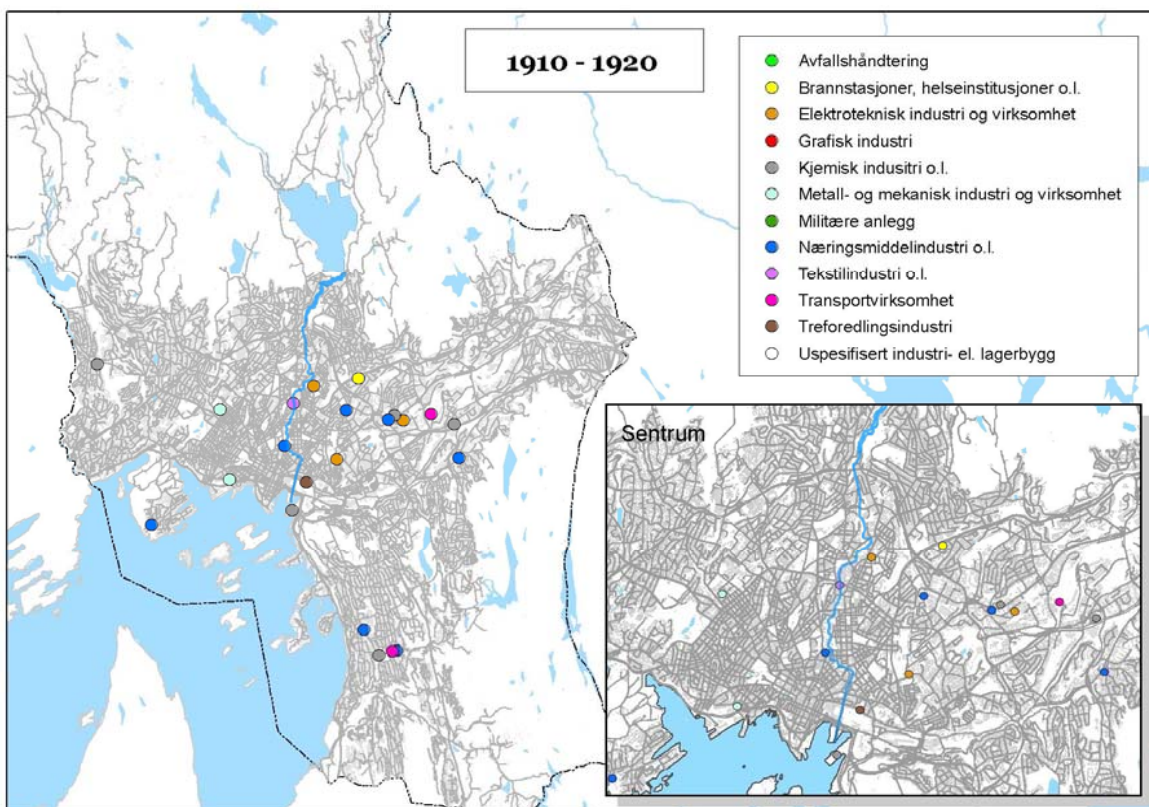 1910 - 1920
Avfallshåndtering
Brannstasjoner, helseinstitusjoner o.l.
Elektroteknisk industri og virksomhet
Grafisk industri
Kjemisk indusitri o.l.
Metall- og mekanisk industri og virksomhet
Militære anlegg
Næringsmiddelindustri o.l.
Tekstilindustri o.l.
Transportvirksomhet
Treforedlingsindustri
Uspesifisert industri- el. lagerbygg
Sentrum